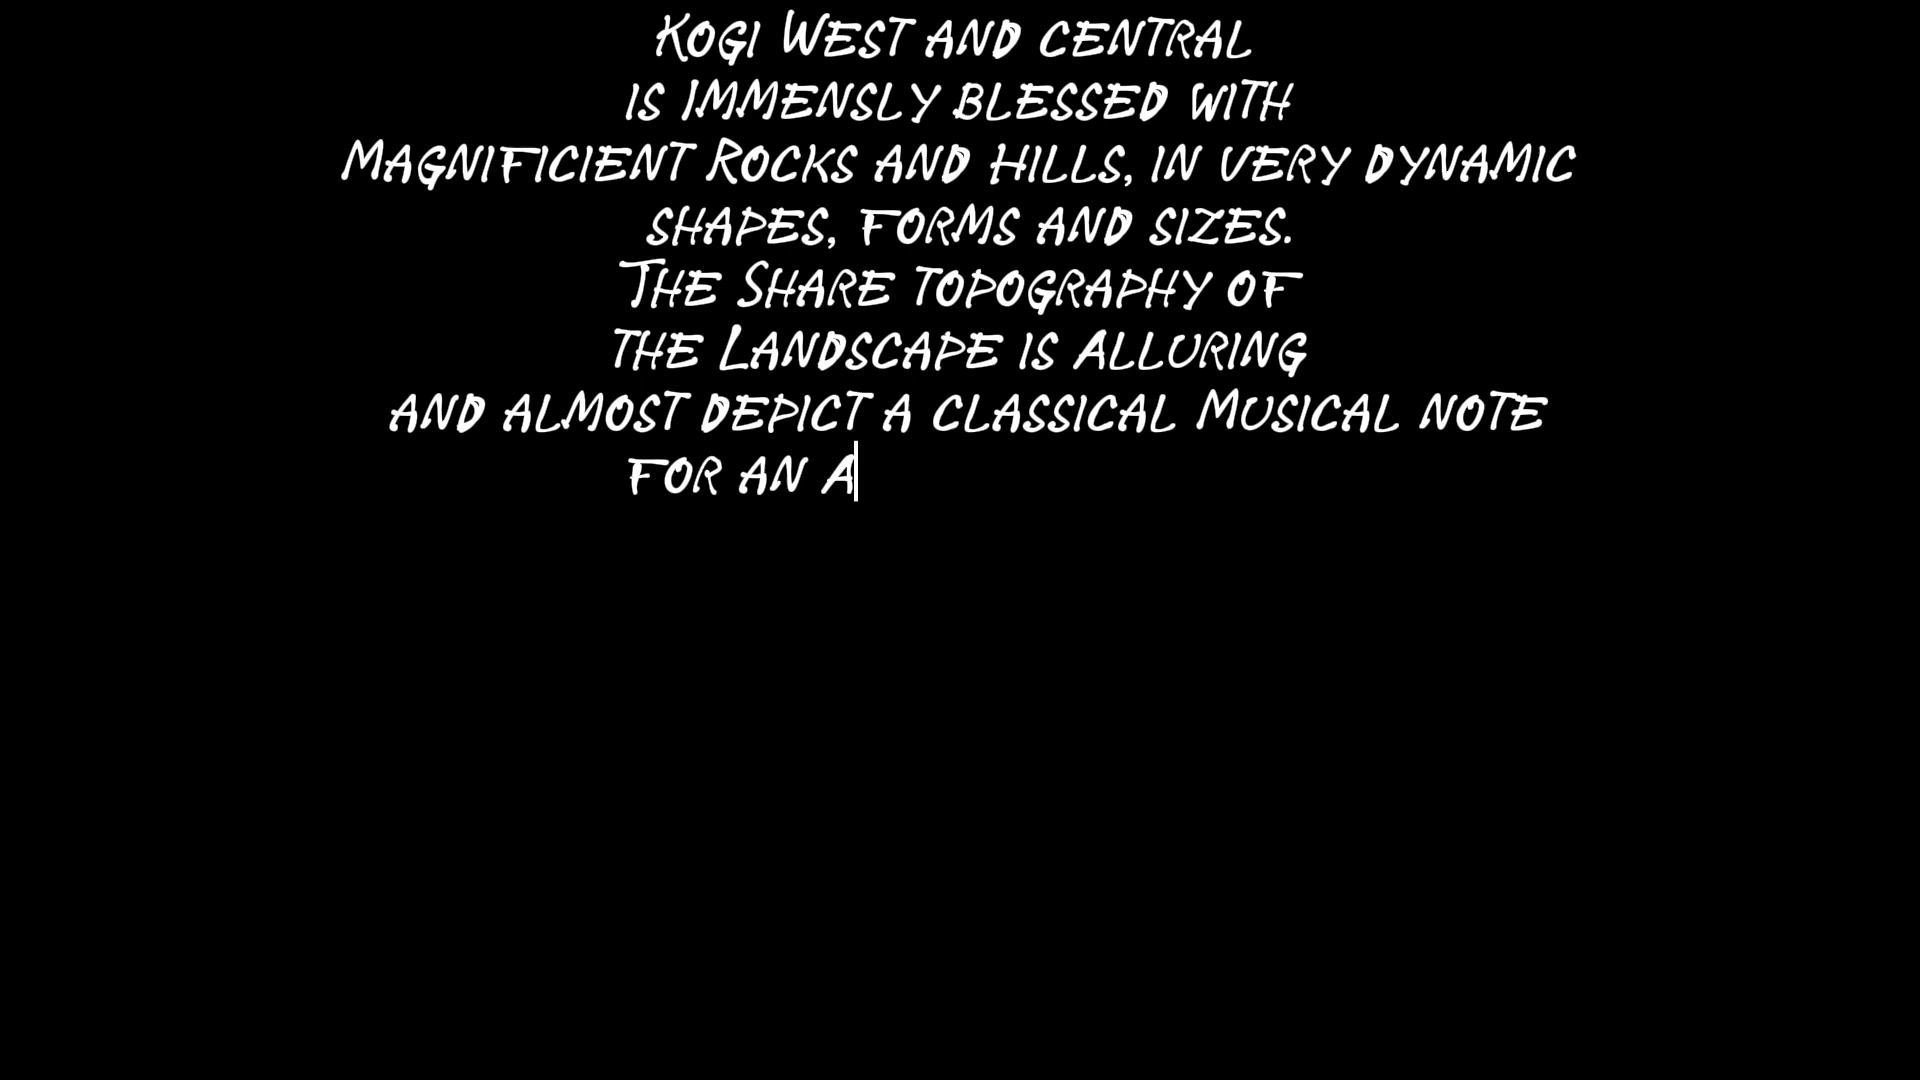 Kogi West and central
is Immensly blessed with
Magnificient Rocks and Hills, in very dynamic
shapes, forms and sizes.
The Share topography of
the Landscape is Alluring
and almost depict a classical Musical note
for an A